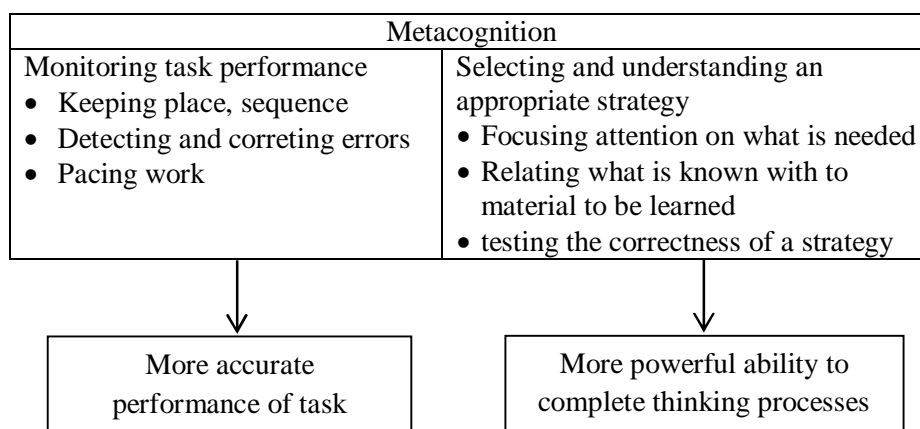 Metacognition
Monitoring task performance
• Keeping place, sequence
• Detecting and correting errors
• Pacing work
Selecting and understanding an
appropriate strategy
• Focusing attention on what is needed
• Relating what is known with to
material to be learned
• testing the correctness of a strategy
More accurate
performance of task
More powerful ability to
complete thinking processes